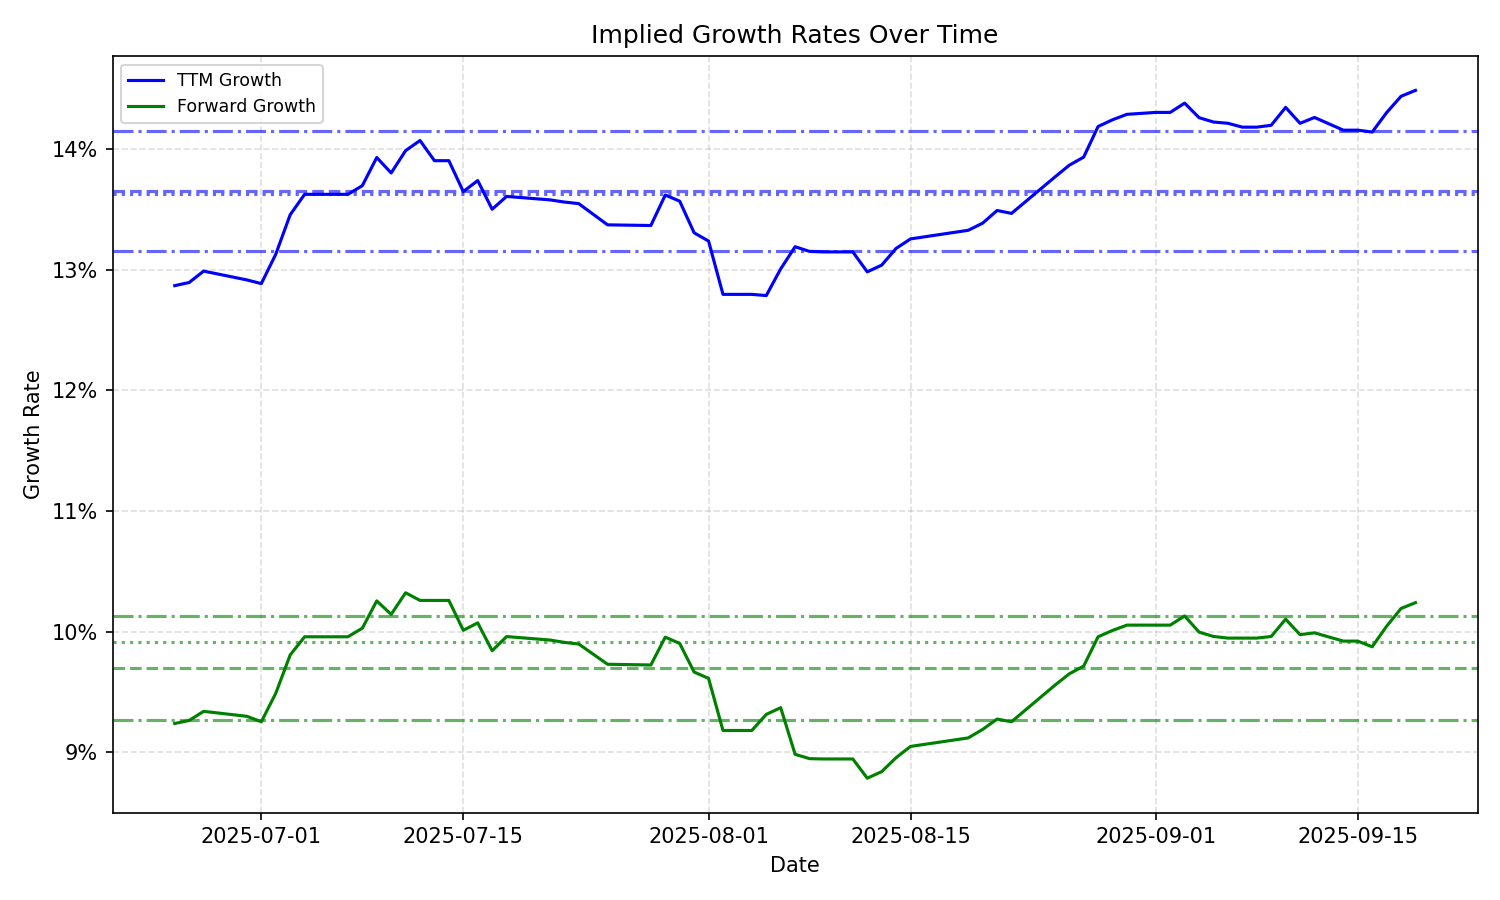 Implied Growth Rates Over Time
TTM Growth
Forward Growth
14%
13%
12%
11%
10%
9%
Growth Rate
2025-07-01
2025-07-15
2025-08-01
2025-08-15
2025-09-01
2025-09-15
Date